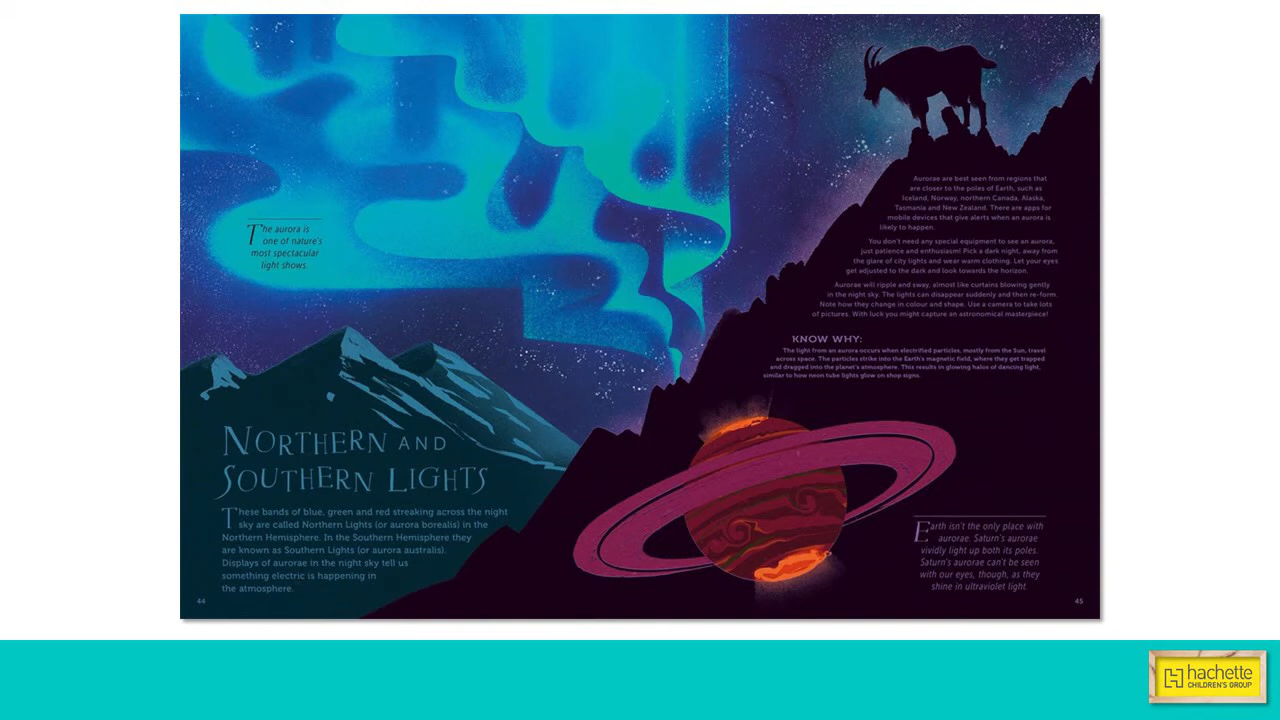 The aurora is
one of nature's
most spectacular
light shows.
NORTHERN AND
SOUTHERN LIGHTS
These bands of blue, green and red streaking across the night
sky are called Northern Lights (or aurora borealis) in the
Northern Hemisphere. In the Southern Hemisphere they
are known as Southern Lights (or aurora australis).
Displays of aurorae in the night sky tell us
something electric is happening in
the atmosphere.
44
Aurorae are best seen from regions that
are closer to the poles of Earth, such as
Iceland, Norway, northern Canada, Alaska,
Tasmania and New Zealand. There are apps for
mobile devices that give alerts when an aurora is
likely to happen.
You don't need any special equipment to see an aurora,
just patience and enthusiasm! Pick a dark night, away from
the glare of city lights and wear warm clothing. Let your eyes
get adjusted to the dark and look towards the horizon.
Aurorae will ripple and sway, almost like curtains blowing gently
in the night sky. The lights can disappear suddenly and then re-form.
Note how they change in colour and shape. Use a camera to take lots
of pictures. With luck you might capture an astronomical masterpiece!
KNOW WHY:
The light from an aurora occurs when electrified particles, mostly from the Sun, travel
across space. The particles strike into the Earth's magnetic field, where they get trapped
and dragged into the planet's atmosphere. This results in glowing halos of dancing light,
similar to how neon tube lights glow on shop signs.
Earth isn't the only place with
aurorae. Saturn's aurorae
vividly light up both its poles.
Saturn's aurorae can't be seen
with our eyes, though, as they
shine in ultraviolet light.
45
hachette
CHILDREN'S GROUP